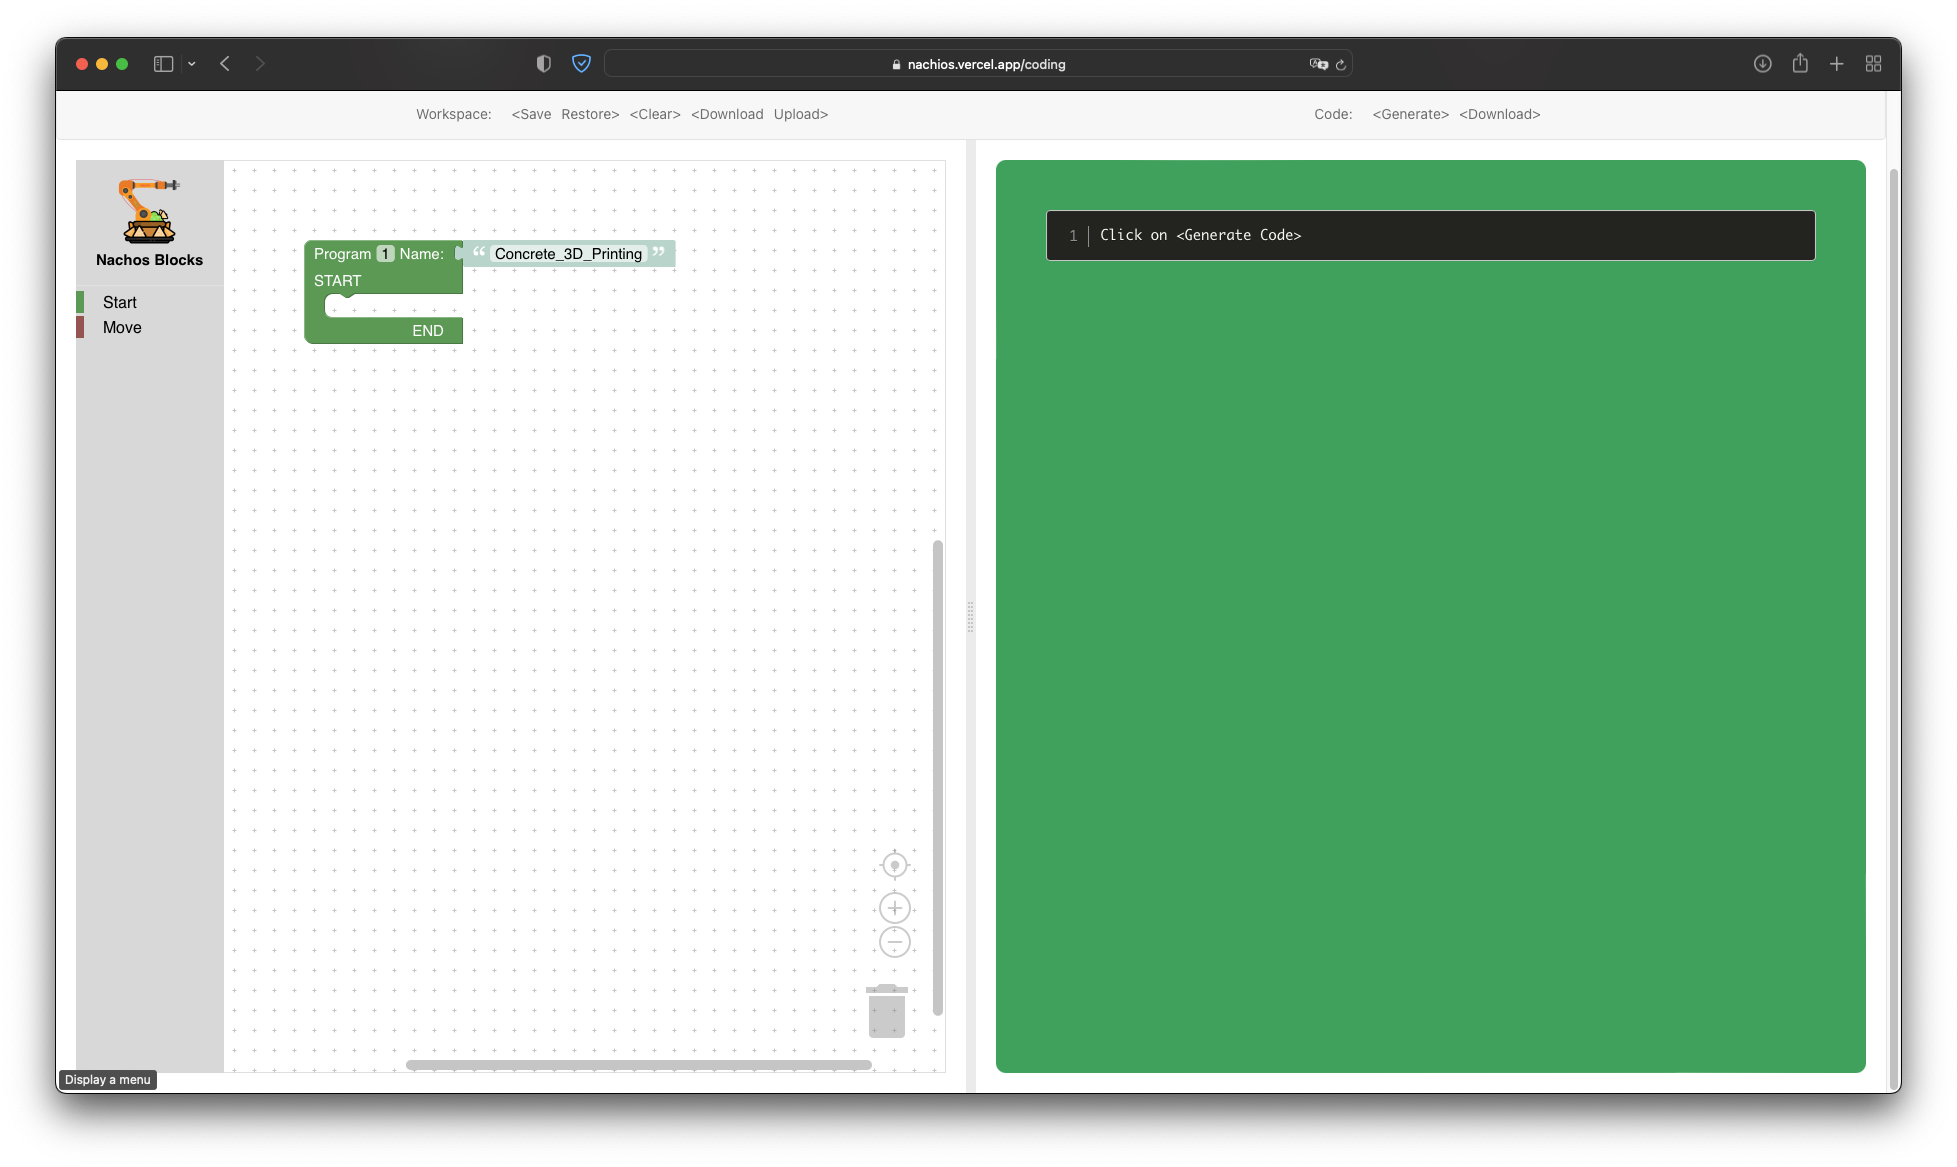 nachios.vercel.app/coding
Workspace: <Save Restore> <Clear> <Download Upload>
Code: <Generate> <Download>
Nachos Blocks
Start
Move
Program 1 Name: “ Concrete_3D_Printing ”
START
END
1 Click on <Generate Code>
Display a menu